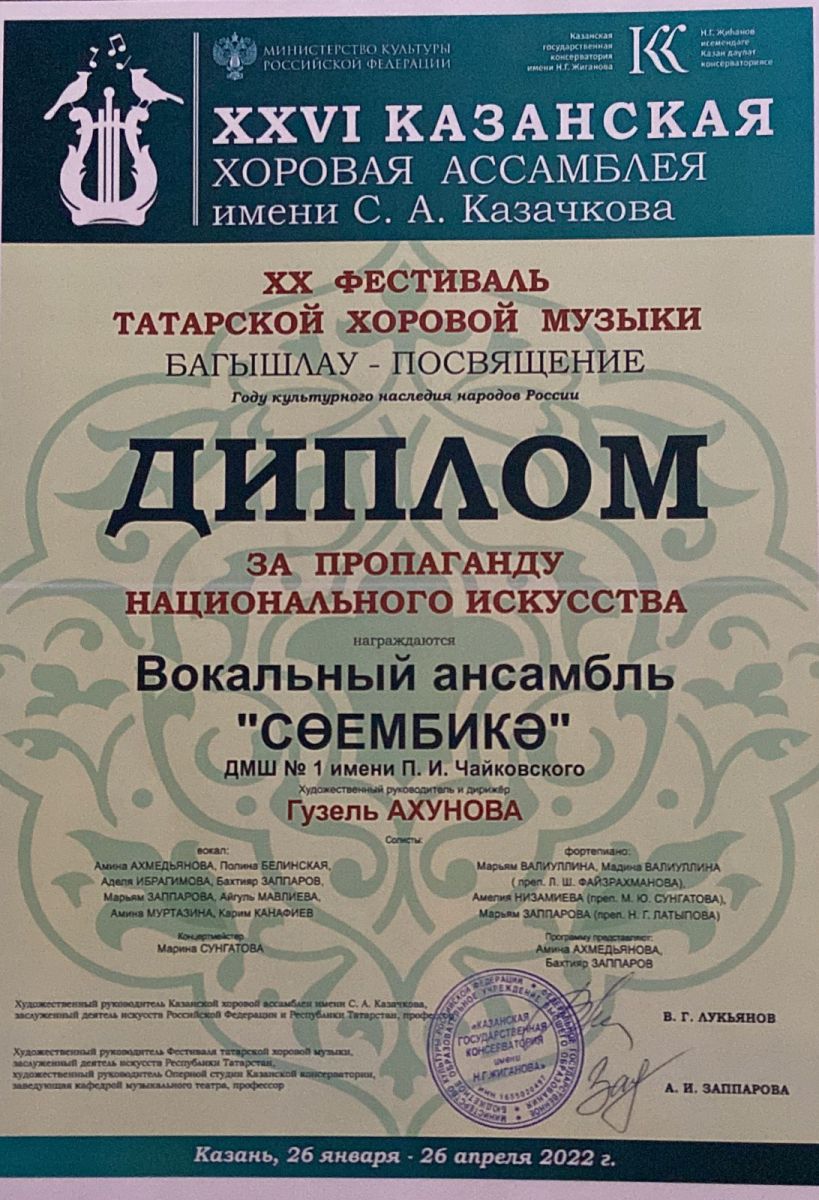 МИНИСТЕРСТВО КУЛЬТУРЫ
РОССИЙСКОЙ ФЕДЕРАЦИИ
Казанская
государственная
консерватория
имени Н.Г. Жиганова
Н.Г. Җиһанов
исемендәге
Казан дәүләт
консерваториясе
XXVI КАЗАНСКАЯ
ХОРОВАЯ АССАМБЛЕЯ
имени С. А. Казачкова
XX ФЕСТИВАЛЬ
ТАТАРСКОЙ ХОРОВОЙ МУЗЫКИ
БАГЫШЛАУ - ПОСВЯЩЕНИЕ
Году культурного наследия народов России
ДИПЛОМ
ЗА ПРОПАГАНДУ
НАЦИОНАЛЬНОГО ИСКУССТВА
награждаются
Вокальный ансамбль
"СӨЕМБИКӘ"
ДМШ № 1 имени П. И. Чайковского
Художественный руководитель и дирижёр
Гузель АХУНОВА
Солисты:
вокал:
Амина АХМЕДЬЯНОВА, Полина БЕЛИНСКАЯ,
Аделя ИБРАГИМОВА, Бахтияр ЗАППАРОВ,
Марьям ЗАППАРОВА, Айгуль МАВЛИЕВА,
Амина МУРТАЗИНА, Карим КАНАФИЕВ
Концертмейстер
Марина СУНГАТОВА
фортепиано:
Марьям ВАЛИУЛЛИНА, Мадина ВАЛИУЛЛИНА
( преп. Л. Ш. ФАЙЗРАХМАНОВА),
Амелия НИЗАМИЕВА (преп. М. Ю. СУНГАТОВА),
Марьям ЗАППАРОВА (преп. Н. Г. ЛАТЫПОВА)
Программу представляют:
Амина АХМЕДЬЯНОВА,
Бахтияр ЗАППАРОВ
Художественный руководитель Казанской хоровой ассамблеи имени С. А. Казачкова,
заслуженный деятель искусств Российской Федерации и Республики Татарстан, профессор
В. Г. ЛУКЬЯНОВ
Художественный руководитель Фестиваля татарской хоровой музыки,
заслуженный деятель искусств Республики Татарстан,
художественный руководитель Оперной студии Казанской консерватории,
заведующая кафедрой музыкального театра, профессор
А. И. ЗАППАРОВА
«КАЗАНСКАЯ
ГОСУДАРСТВЕННАЯ
КОНСЕРВАТОРИЯ
имени
Н.Г. ЖИГАНОВА»
Казань, 26 января - 26 апреля 2022 г.